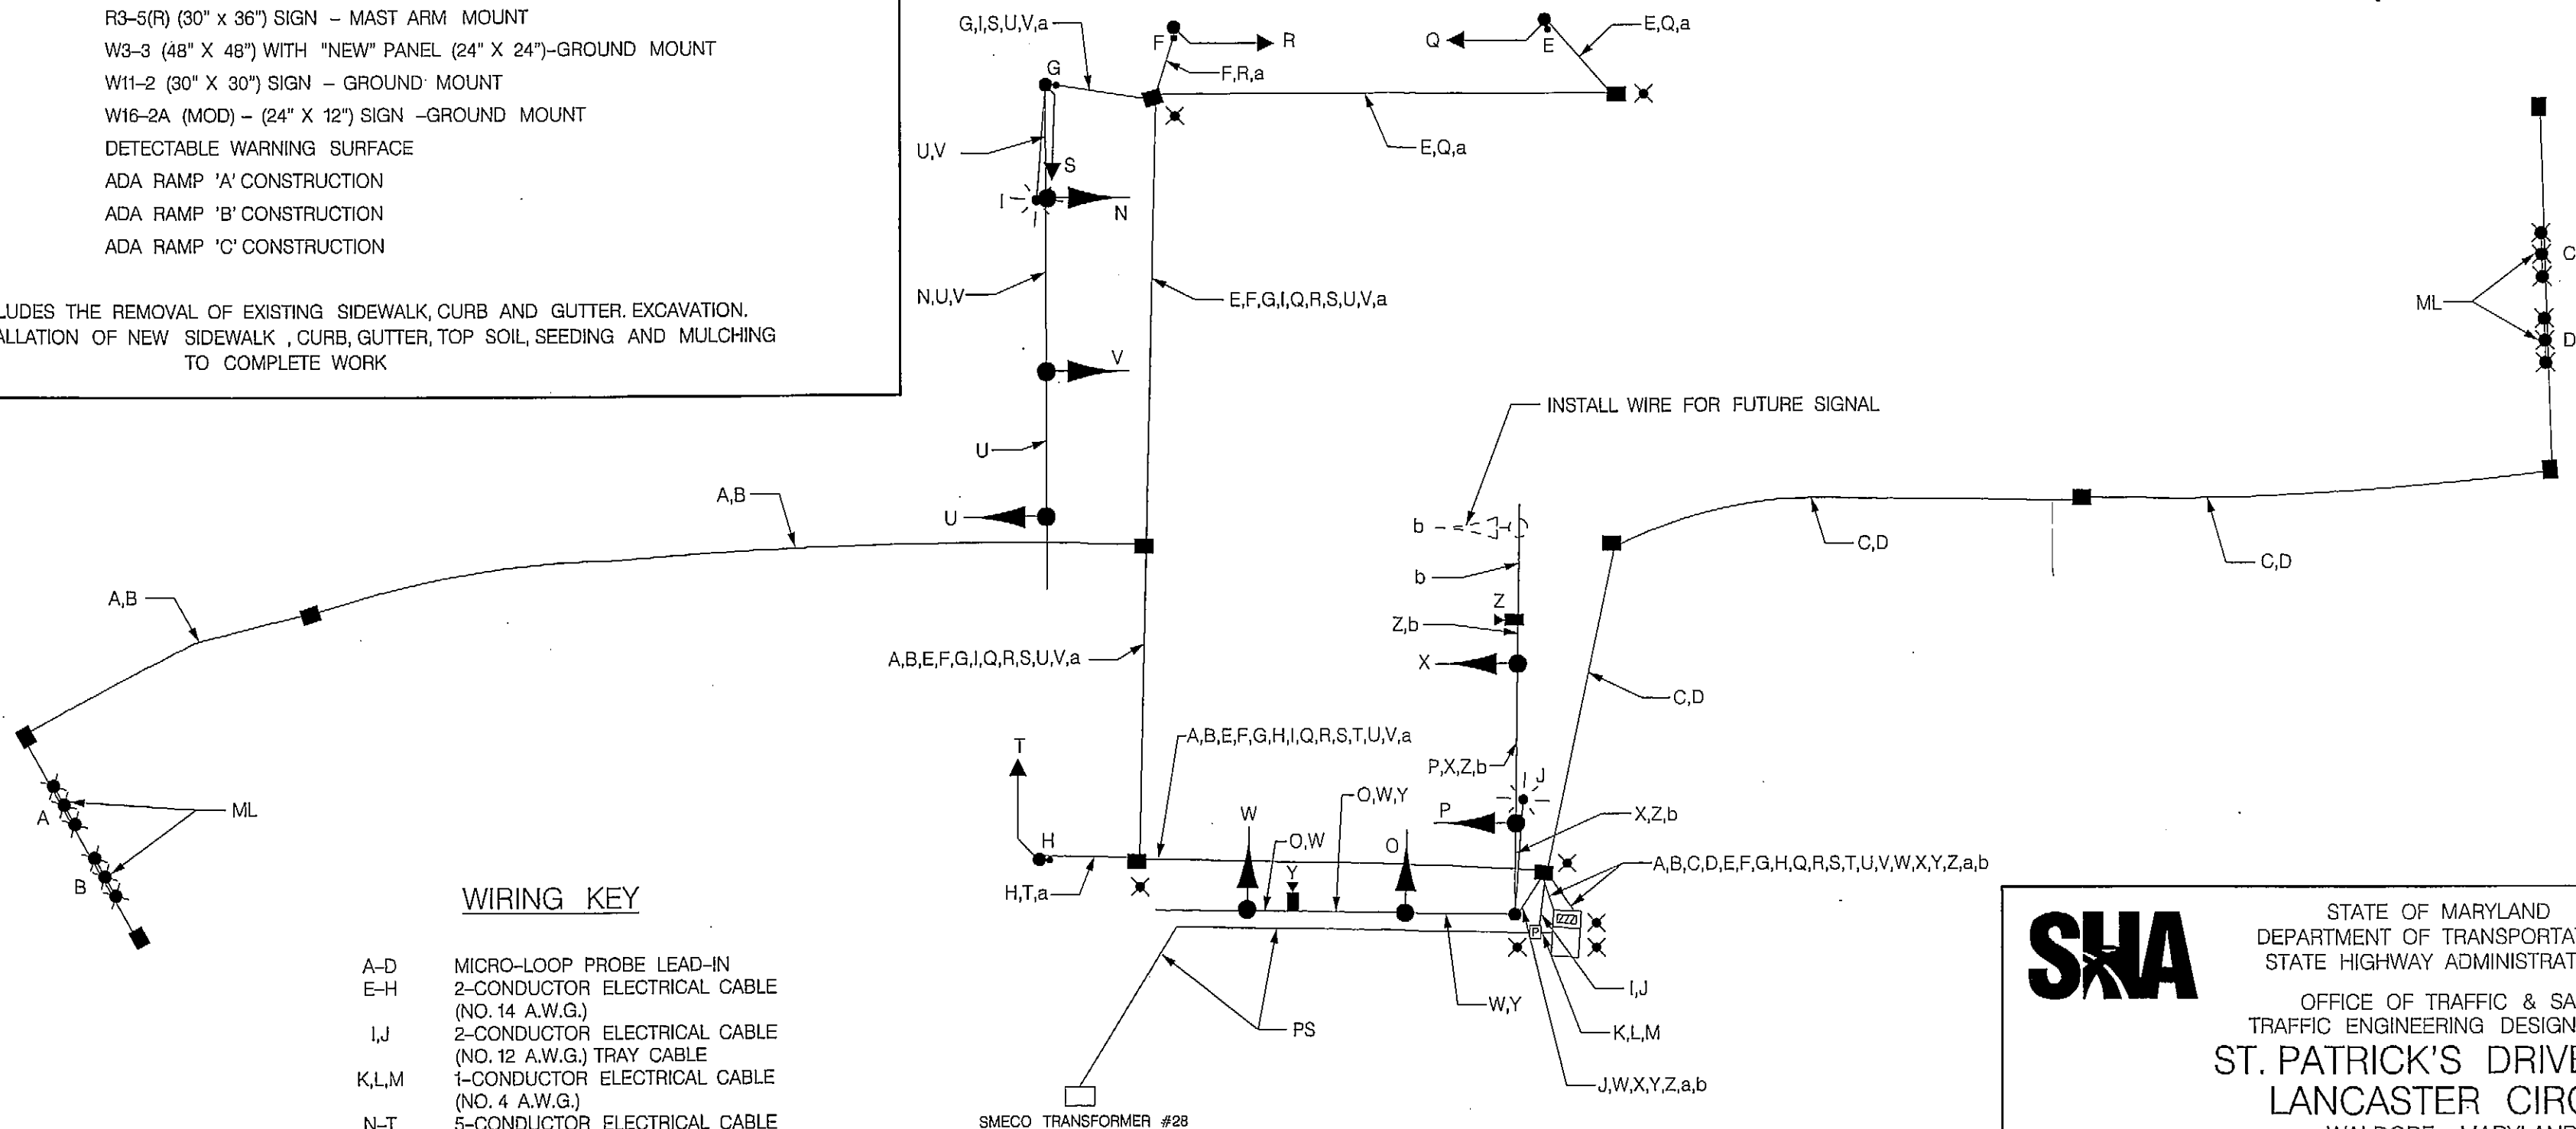 R3-5(R) (30" x 36") SIGN - MAST ARM MOUNT
W3-3 (48" X 48") WITH "NEW" PANEL (24" X 24")-GROUND MOUNT
W11-2 (30" X 30") SIGN - GROUND MOUNT
W16-2A (MOD) - (24" X 12") SIGN -GROUND MOUNT
DETECTABLE WARNING SURFACE
ADA RAMP 'A' CONSTRUCTION
ADA RAMP 'B' CONSTRUCTION
ADA RAMP 'C' CONSTRUCTION
LUDES THE REMOVAL OF EXISTING SIDEWALK, CURB AND GUTTER. EXCAVATION.
ALLATION OF NEW SIDEWALK , CURB, GUTTER, TOP SOIL, SEEDING AND MULCHING
TO COMPLETE WORK
G,I,S,U,V,a
F
R
Q
E
E,Q,a
G
F,R,a
U,V
S
E,Q,a
I
N
N,U,V
E,F,G,I,Q,R,S,U,V,a
V
C
ML
D
INSTALL WIRE FOR FUTURE SIGNAL
U
A,B
U
b
C,D
b
C,D
A,B
Z
Z,b
A,B,E,F,G,I,Q,R,S,U,V,a
X
C,D
T
A,B,E,F,G,H,I,Q,R,S,T,U,V,a
P,X,Z,b
J
O,W,Y
A
ML
W
P
X,Z,b
H
O,W
O
B
Y
A,B,C,D,E,F,G,H,Q,R,S,T,U,V,W,X,Y,Z,a,b
H,T,a
P
I,J
W,Y
PS
K,L,M
J,W,X,Y,Z,a,b
SMECO TRANSFORMER #28
WIRING KEY
A-D MICRO-LOOP PROBE LEAD-IN
E-H 2-CONDUCTOR ELECTRICAL CABLE
(NO. 14 A.W.G.)
I,J 2-CONDUCTOR ELECTRICAL CABLE
(NO. 12 A.W.G.) TRAY CABLE
K,L,M 1-CONDUCTOR ELECTRICAL CABLE
(NO. 4 A.W.G.)
N-T 5-CONDUCTOR ELECTRICAL CABLE
SHA
STATE OF MARYLAND
DEPARTMENT OF TRANSPORTAT
STATE HIGHWAY ADMINISTRAT
OFFICE OF TRAFFIC & SA
TRAFFIC ENGINEERING DESIGN
ST. PATRICK'S DRIVE
LANCASTER CIRC
WALDORF, MARYLAND